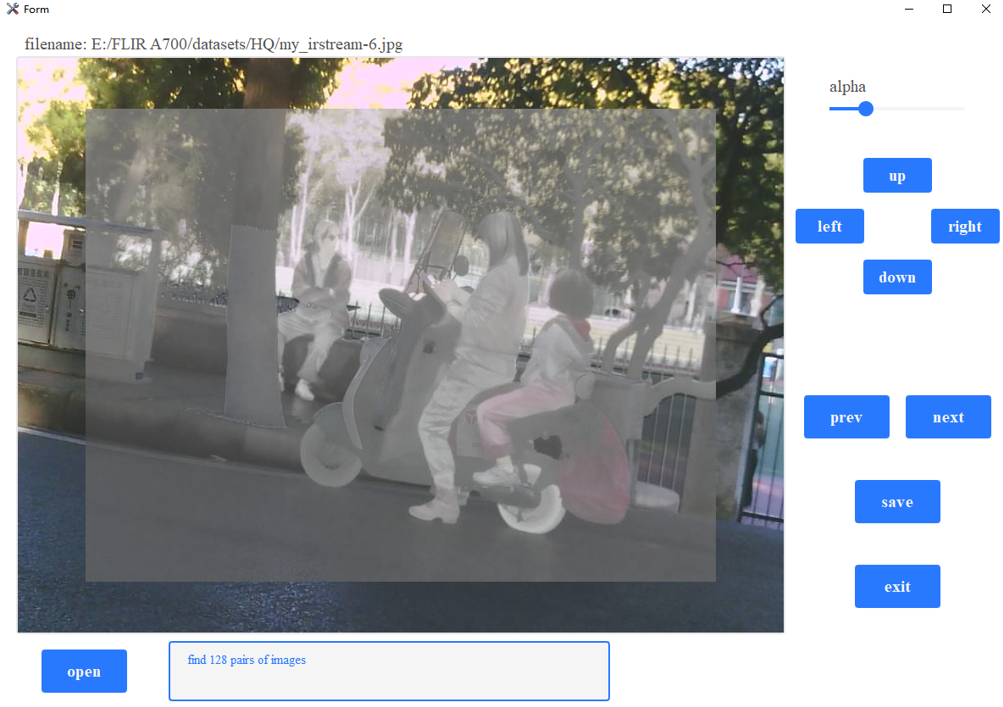 Form
filename: E:/FLIR A700/datasets/HQ/my_irstream-6.jpg
alpha
up
left
right
down
prev
next
save
exit
open
find 128 pairs of images